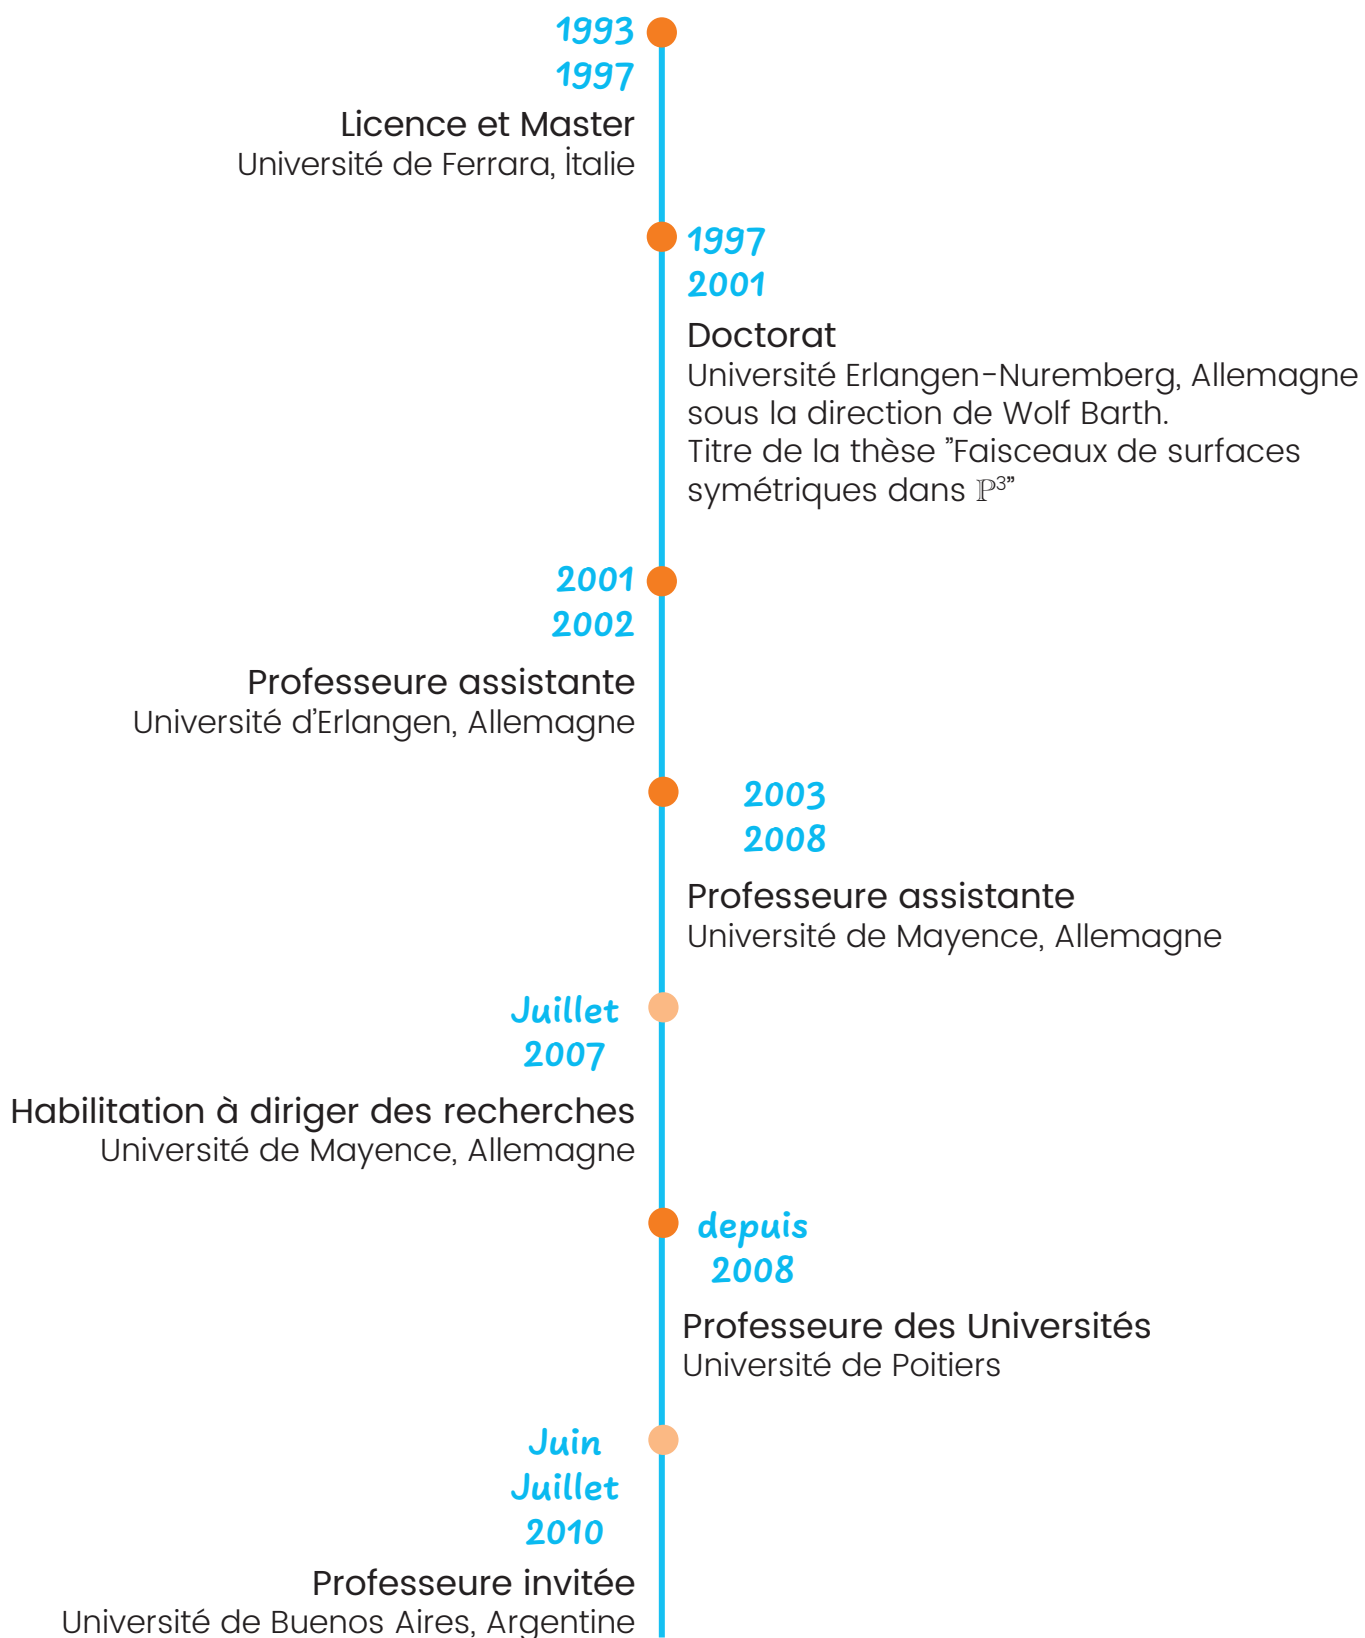 1993
1997
Licence et Master
Université de Ferrara, İtalie
1997
2001
Doctorat
Université Erlangen-Nuremberg, Allemagne
sous la direction de Wolf Barth.
Titre de la thèse ”Faisceaux de surfaces
symétriques dans ℙ³”
2001
2002
Professeure assistante
Université d’Erlangen, Allemagne
2003
2008
Professeure assistante
Université de Mayence, Allemagne
Juillet
2007
Habilitation à diriger des recherches
Université de Mayence, Allemagne
depuis
2008
Professeure des Universités
Université de Poitiers
Juin
Juillet
2010
Professeure invitée
Université de Buenos Aires, Argentine